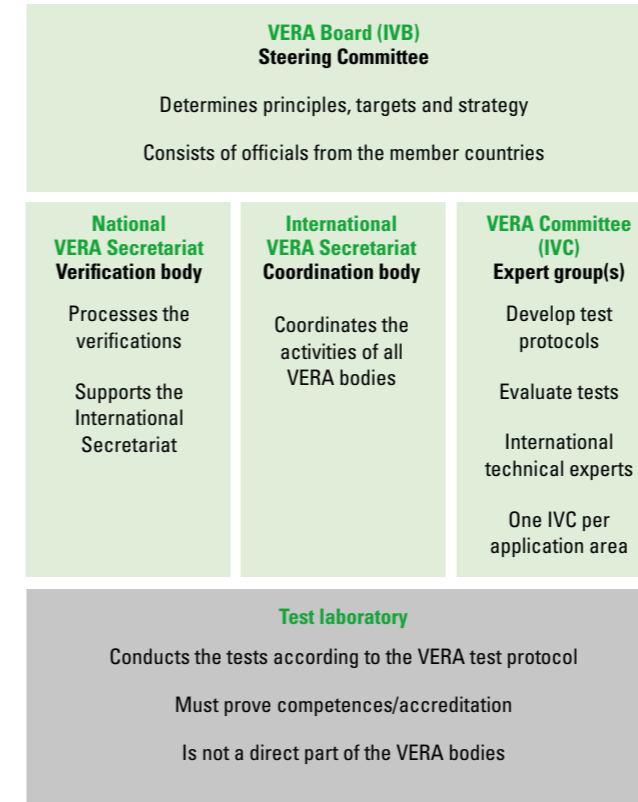 VERA Board (IVB)
Steering Committee
Determines principles, targets and strategy
Consists of officials from the member countries
National
VERA Secretariat
Verification body
Processes the
verifications
Supports the
International
Secretariat
International
VERA Secretariat
Coordination body
Coordinates the
activities of all
VERA bodies
VERA Committee
(IVC)
Expert group(s)
Develop test
protocols
Evaluate tests
International
technical experts
One IVC per
application area
Test laboratory
Conducts the tests according to the VERA test protocol
Must prove competences/accreditation
Is not a direct part of the VERA bodies